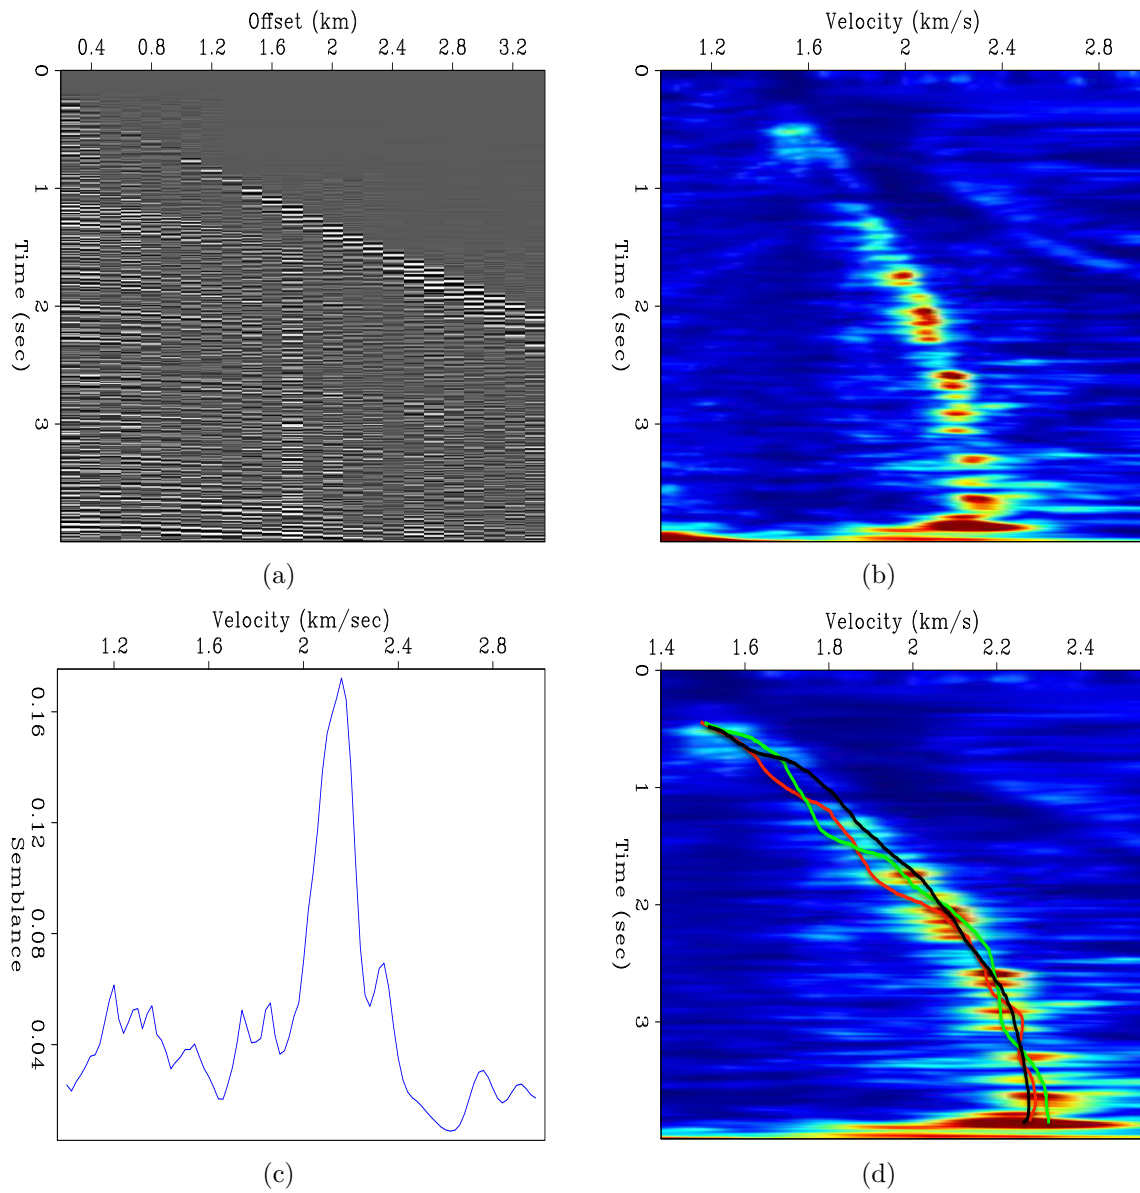 Offset (km)
0.4 0.8 1.2 1.6 2 2.4 2.8 3.2
0
1
2
3
Time (sec)
(a)
Velocity (km/s)
1.2 1.6 2 2.4 2.8
0
1
2
3
Time (sec)
(b)
Velocity (km/sec)
1.2 1.6 2 2.4 2.8
0.16
0.12
0.08
0.04
Semblance
(c)
Velocity (km/s)
1.4 1.6 1.8 2 2.2 2.4
0
1
2
3
Time (sec)
(d)